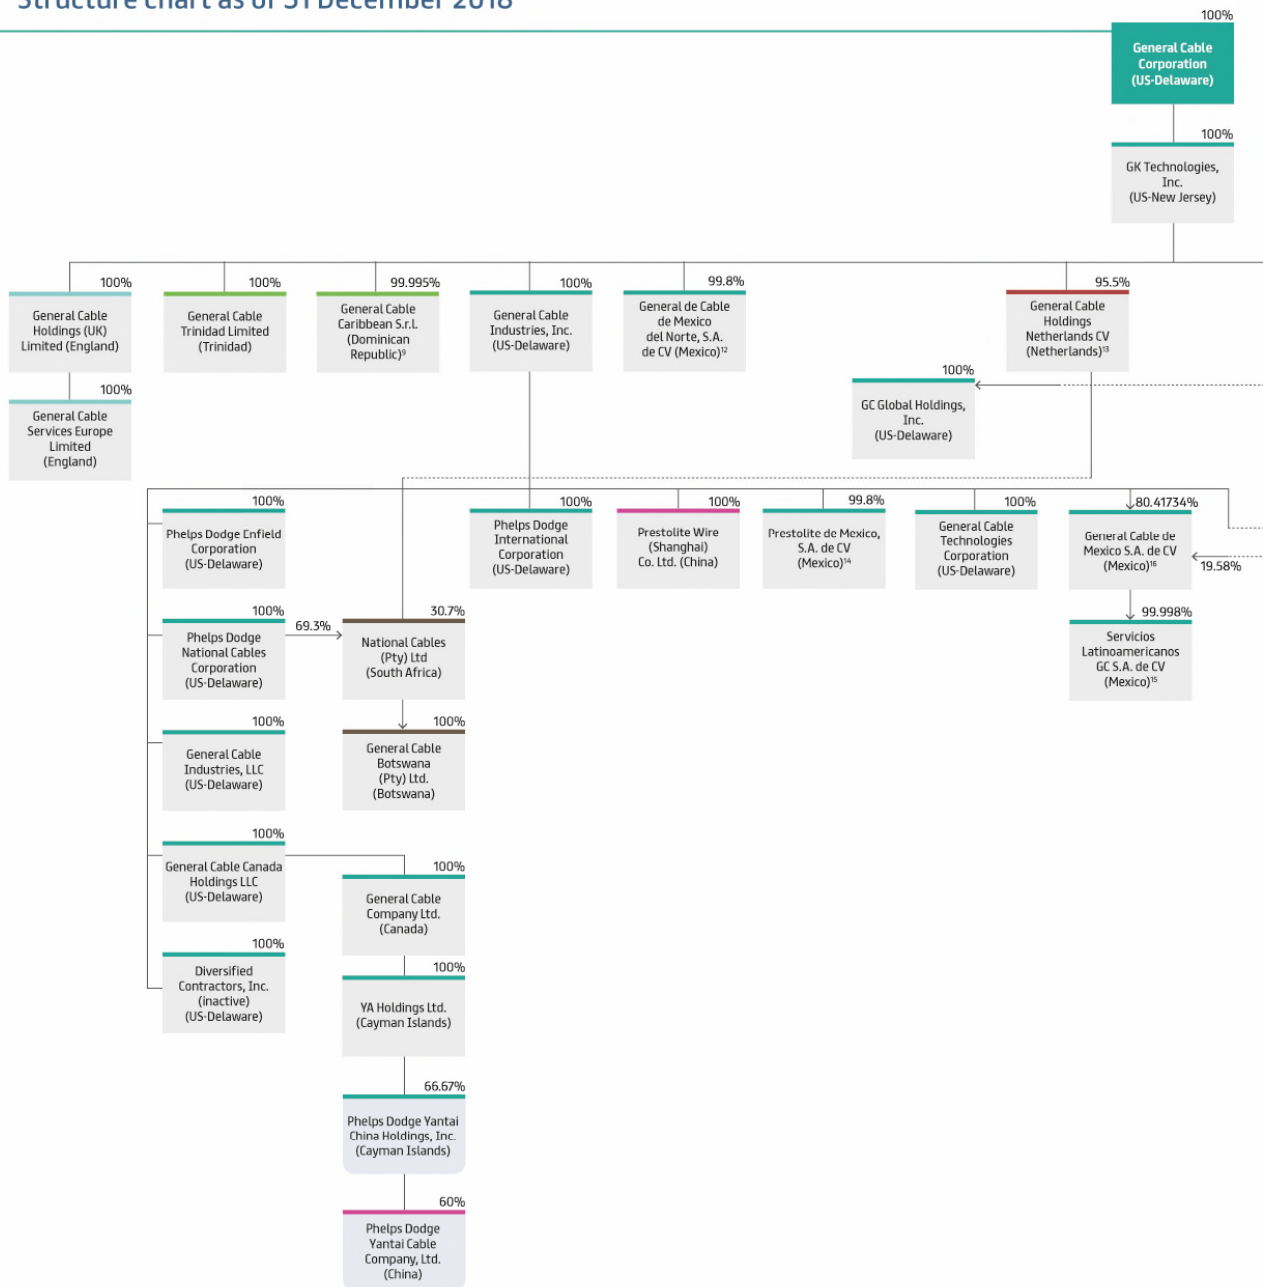 Structure chart as of 31 December 2018
100%
General Cable
Corporation
(US-Delaware)
100%
GK Technologies,
Inc.
(US-New Jersey)
100%
General Cable
Holdings (UK)
Limited (England)
100%
General Cable
Trinidad Limited
(Trinidad)
99.995%
General Cable
Caribbean S.r.l.
(Dominican
Republic)⁹
100%
General Cable
Industries, Inc.
(US-Delaware)
99.8%
General de Cable
de Mexico
del Norte, S.A.
de CV (Mexico)¹²
95.5%
General Cable
Holdings
Netherlands CV
(Netherlands)¹³
100%
General Cable
Services Europe
Limited
(England)
100%
GC Global Holdings,
Inc.
(US-Delaware)
100%
Phelps Dodge Enfield
Corporation
(US-Delaware)
100%
Phelps Dodge
International
Corporation
(US-Delaware)
100%
Prestolite Wire
(Shanghai)
Co. Ltd. (China)
99.8%
Prestolite de Mexico,
S.A. de CV
(Mexico)¹⁴
100%
General Cable
Technologies
Corporation
(US-Delaware)
80.41734%
General Cable de
Mexico S.A. de CV
(Mexico)¹⁶
19.58%
100%
Phelps Dodge
National Cables
Corporation
(US-Delaware)
69.3%
30.7%
National Cables
(Pty) Ltd
(South Africa)
99.998%
Servicios
Latinoamericanos
GC S.A. de CV
(Mexico)¹⁵
100%
General Cable
Industries, LLC
(US-Delaware)
100%
General Cable
Botswana
(Pty) Ltd.
(Botswana)
100%
General Cable Canada
Holdings LLC
(US-Delaware)
100%
General Cable
Company Ltd.
(Canada)
100%
Diversified
Contractors, Inc.
(inactive)
(US-Delaware)
100%
YA Holdings Ltd.
(Cayman Islands)
66.67%
Phelps Dodge Yantai
China Holdings, Inc.
(Cayman Islands)
60%
Phelps Dodge
Yantai Cable
Company, Ltd.
(China)